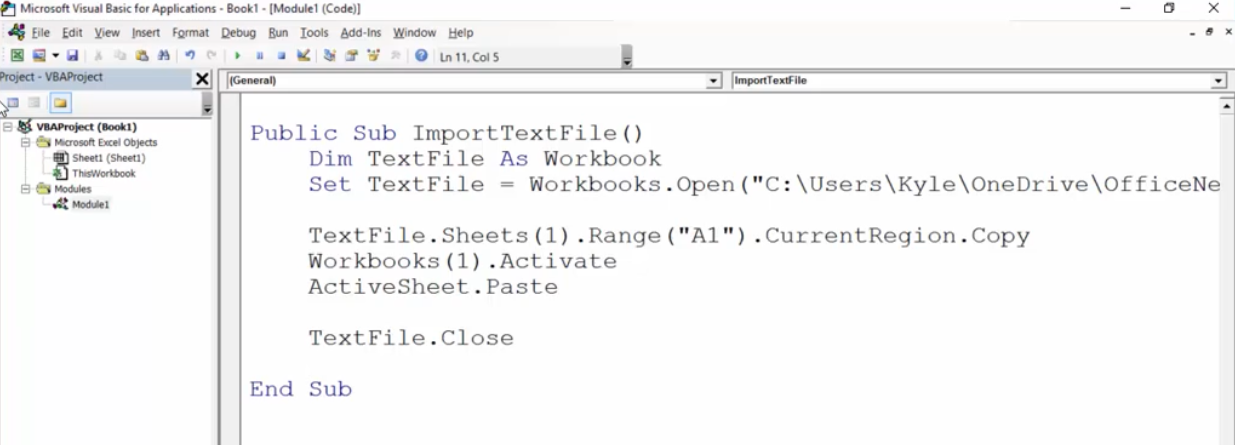 Microsoft Visual Basic for Applications - Book1 - [Module1 (Code)]
File Edit View Insert Format Debug Run Tools Add-Ins Window Help
Ln 11, Col 5
Project - VBAProject
(General)
ImportTextFile
VBAProject (Book1)
Microsoft Excel Objects
Sheet1 (Sheet1)
ThisWorkbook
Modules
Module1
Public Sub ImportTextFile()
Dim TextFile As Workbook
Set TextFile = Workbooks.Open("C:\Users\Kyle\OneDrive\OfficeNe
TextFile.Sheets(1).Range("A1").CurrentRegion.Copy
Workbooks(1).Activate
ActiveSheet.Paste
TextFile.Close
End Sub